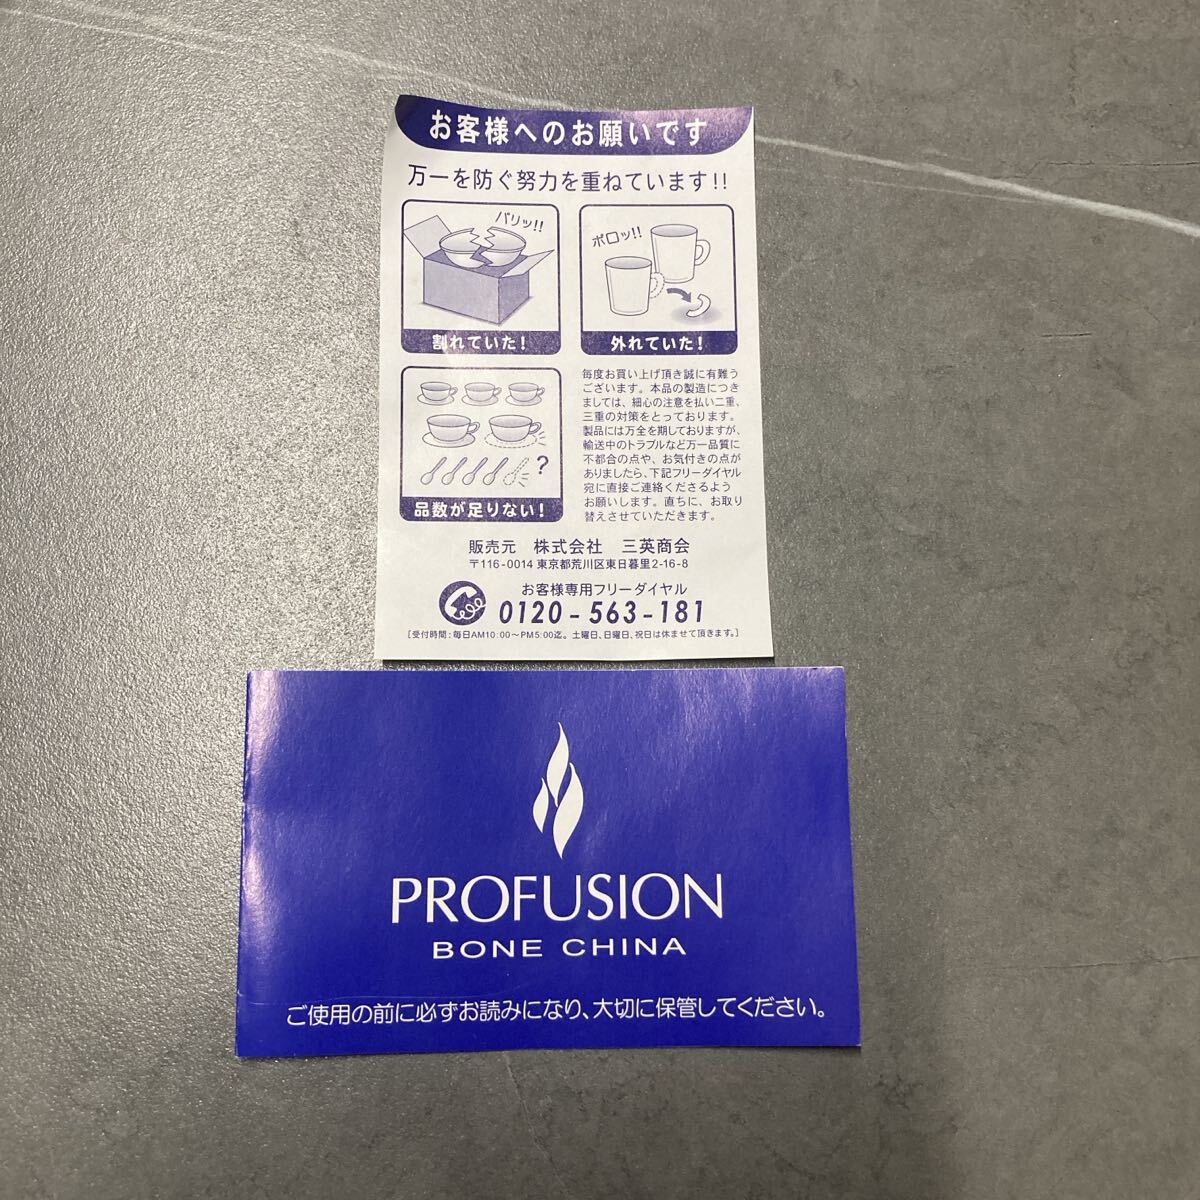 お客様へのお願いです
万一を防ぐ努力を重ねています!!
バリッ!!
割れていた!
ポロッ!!
外れていた!
?
品数が足りない!
毎度お買い上げ頂き誠に有難う
ございます。本品の製造につき
ましては、細心の注意を払い二重、
三重の対策をとっております。
製品には万全を期しておりますが、
輸送中のトラブルなど万一品質に
不都合の点や、お気付きの点が
ありましたら、下記フリーダイヤル
宛に直接ご連絡くださるよう
お願いします。直ちに、お取り
替えさせていただきます。
販売元 株式会社 三英商会
〒116-0014 東京都荒川区東日暮里2-16-8
お客様専用フリーダイヤル
0120-563-181
[受付時間:毎日AM10:00〜PM5:00迄。土曜日、日曜日、祝日は休ませて頂きます。]
PROFUSION
BONE CHINA
ご使用の前に必ずお読みになり、大切に保管してください。